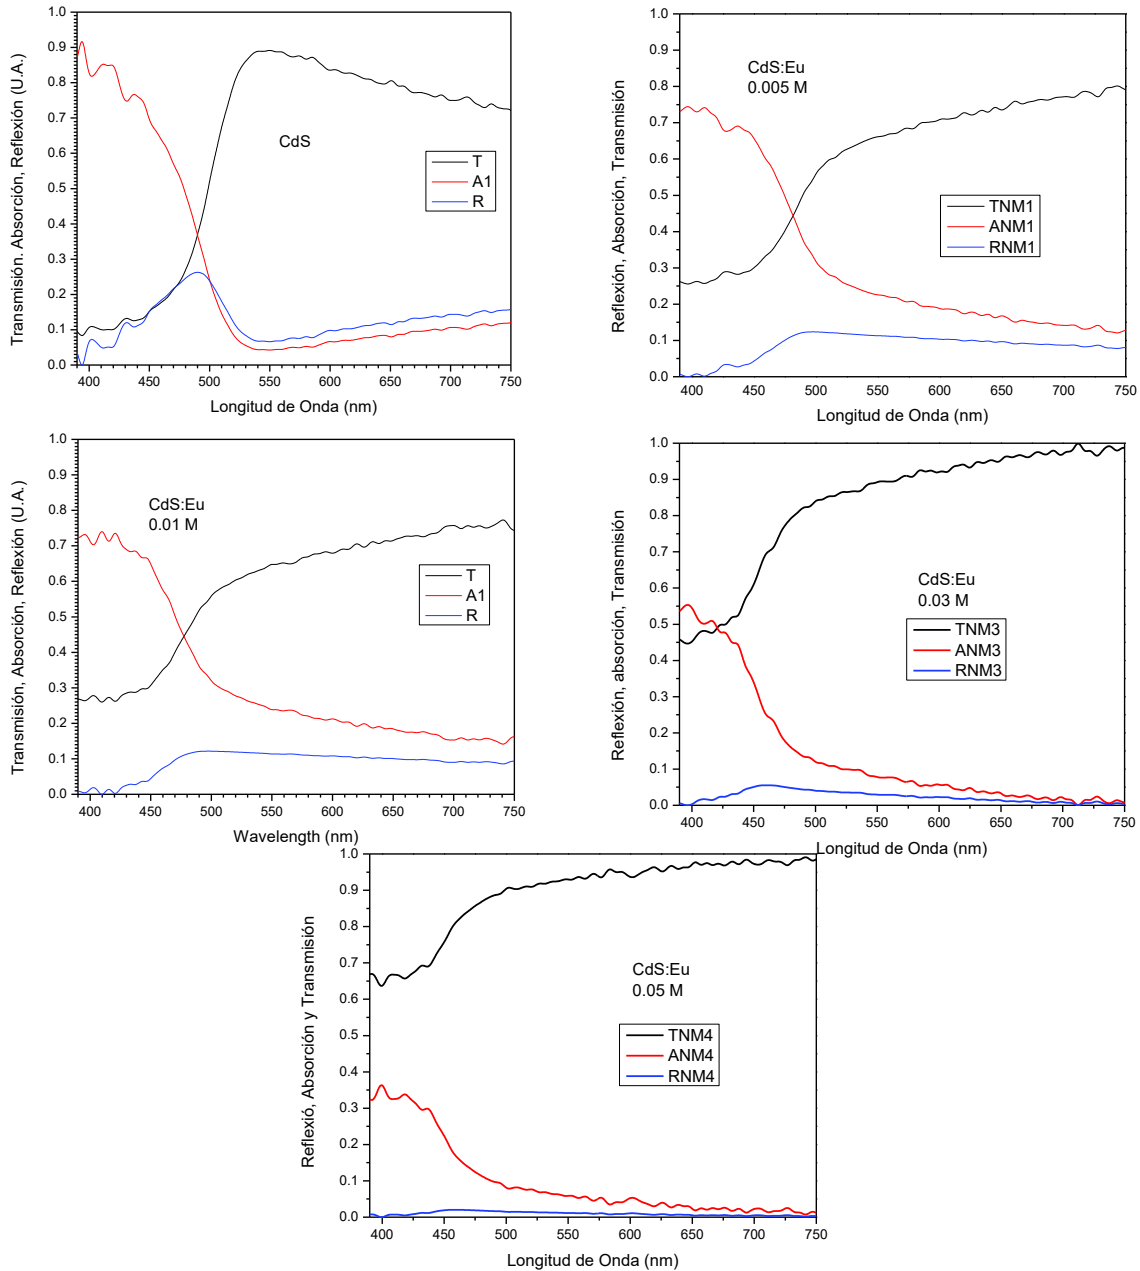 Transmisión. Absorción, Reflexión (U.A.)
1.0
0.9
0.8
0.7
0.6
0.5
0.4
0.3
0.2
0.1
0.0
CdS
T
A1
R
400 450 500 550 600 650 700 750
Longitud de Onda (nm)
Reflexión, Absorción, Transmisión
1.0
0.9
0.8
0.7
0.6
0.5
0.4
0.3
0.2
0.1
0.0
CdS:Eu
0.005 M
TNM1
ANM1
RNM1
400 450 500 550 600 650 700 750
Longitud de Onda (nm)
Transmisión, Absorción, Reflexión (U.A.)
1.0
0.9
0.8
0.7
0.6
0.5
0.4
0.3
0.2
0.1
0.0
CdS:Eu
0.01 M
T
A1
R
400 450 500 550 600 650 700 750
Wavelength (nm)
Reflexión, absorción, Transmisión
1.0
0.9
0.8
0.7
0.6
0.5
0.4
0.3
0.2
0.1
0.0
CdS:Eu
0.03 M
TNM3
ANM3
RNM3
400 450 500 550 600 650 700 750
Longitud de Onda (nm)
Reflexió, Absorción y Transmisión
1.0
0.9
0.8
0.7
0.6
0.5
0.4
0.3
0.2
0.1
0.0
CdS:Eu
0.05 M
TNM4
ANM4
RNM4
400 450 500 550 600 650 700 750
Longitud de Onda (nm)